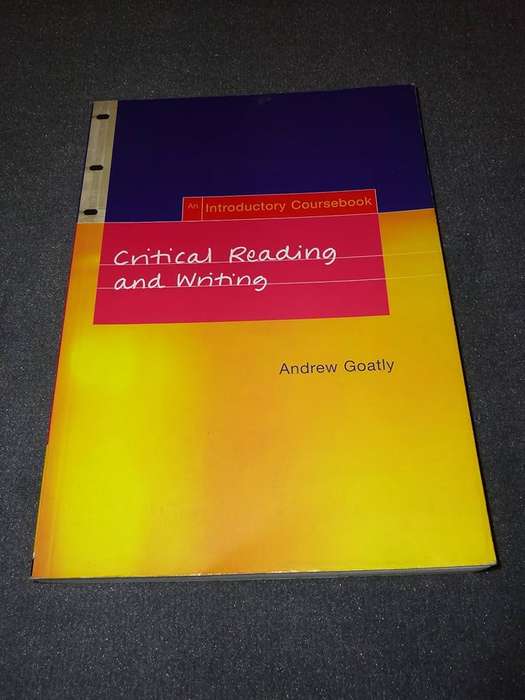 An Introductory Coursebook
Critical Reading
and Writing
Andrew Goatly